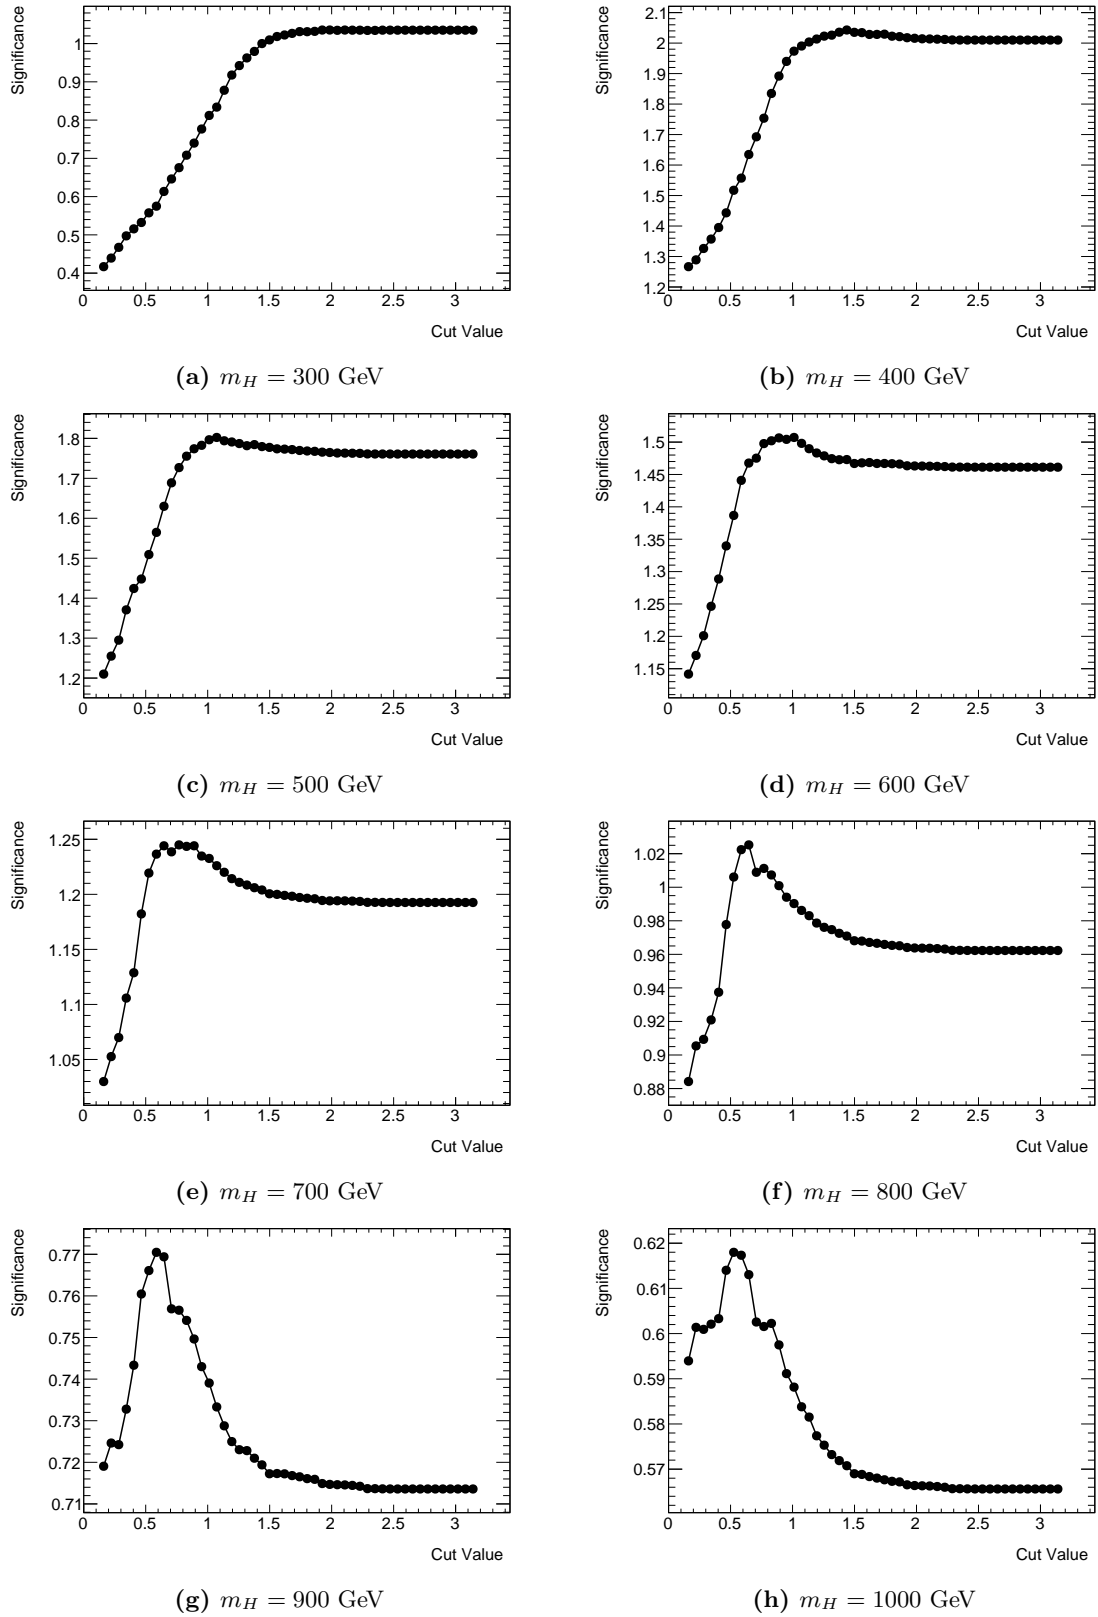 Significance
1
0.9
0.8
0.7
0.6
0.5
0.4
0 0.5 1 1.5 2 2.5 3
Cut Value
(a) m_H = 300 GeV
Significance
2.1
2
1.9
1.8
1.7
1.6
1.5
1.4
1.3
1.2
0 0.5 1 1.5 2 2.5 3
Cut Value
(b) m_H = 400 GeV
Significance
1.8
1.7
1.6
1.5
1.4
1.3
1.2
0 0.5 1 1.5 2 2.5 3
Cut Value
(c) m_H = 500 GeV
Significance
1.5
1.45
1.4
1.35
1.3
1.25
1.2
1.15
0 0.5 1 1.5 2 2.5 3
Cut Value
(d) m_H = 600 GeV
Significance
1.25
1.2
1.15
1.1
1.05
0 0.5 1 1.5 2 2.5 3
Cut Value
(e) m_H = 700 GeV
Significance
1.02
1
0.98
0.96
0.94
0.92
0.9
0.88
0 0.5 1 1.5 2 2.5 3
Cut Value
(f) m_H = 800 GeV
Significance
0.77
0.76
0.75
0.74
0.73
0.72
0.71
0 0.5 1 1.5 2 2.5 3
Cut Value
(g) m_H = 900 GeV
Significance
0.62
0.61
0.6
0.59
0.58
0.57
0 0.5 1 1.5 2 2.5 3
Cut Value
(h) m_H = 1000 GeV